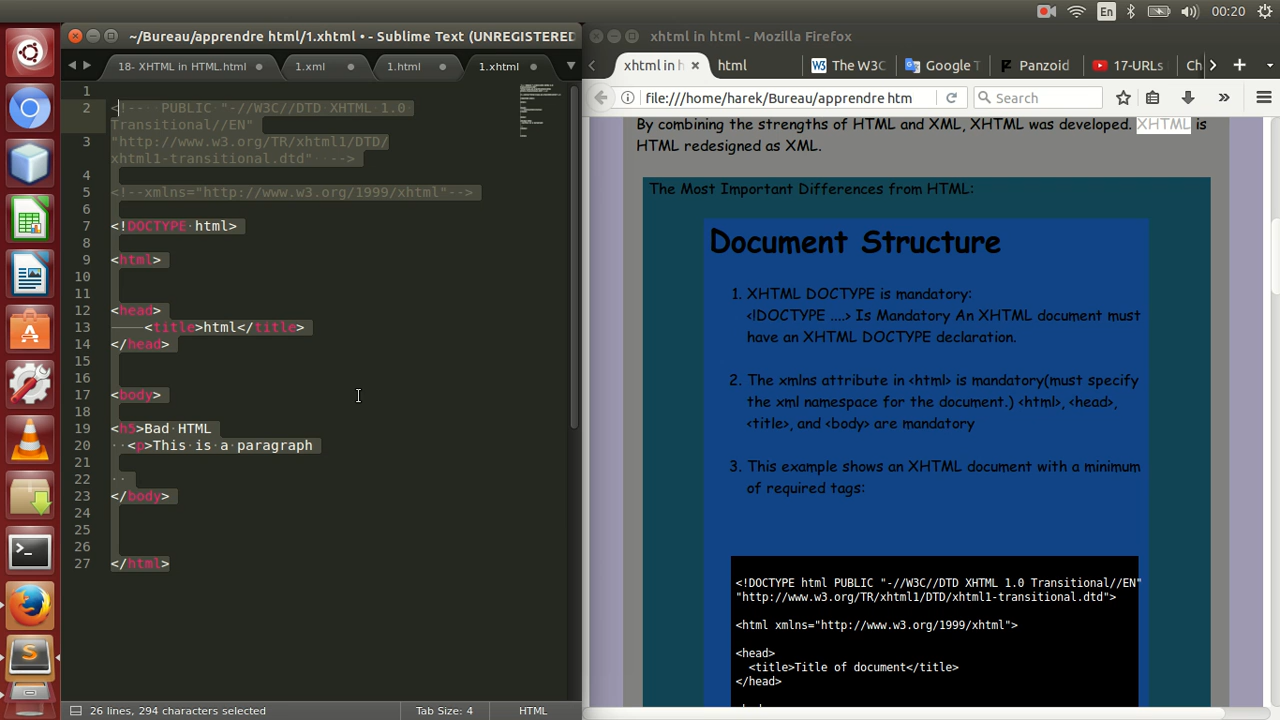 En
00:20
~/Bureau/apprendre html/1.xhtml • - Sublime Text (UNREGISTERED
xhtml in html - Mozilla Firefox
18- XHTML in HTML.html
1.xml
1.html
1.xhtml
xhtml in h
html
The W3C
Google T
Panzoid
17-URLs
Ch
file:///home/harek/Bureau/apprendre htm
Search
1
2 <!-- PUBLIC "-//W3C//DTD XHTML 1.0
Transitional//EN"
3 "http://www.w3.org/TR/xhtml1/DTD/
xhtml1-transitional.dtd" -->
4
5 <!--xmlns="http://www.w3.org/1999/xhtml"-->
6
7 <!DOCTYPE html>
8
9 <html>
10
11
12 <head>
13 <title>html</title>
14 </head>
15
16
17 <body>
18
19 <h5>Bad HTML
20 <p>This is a paragraph
21
22
23 </body>
24
25
26
27 </html>
26 lines, 294 characters selected
Tab Size: 4
HTML
By combining the strengths of HTML and XML, XHTML was developed. XHTML is
HTML redesigned as XML.
The Most Important Differences from HTML:
Document Structure
1. XHTML DOCTYPE is mandatory:
<!DOCTYPE ....> Is Mandatory An XHTML document must
have an XHTML DOCTYPE declaration.
2. The xmlns attribute in <html> is mandatory(must specify
the xml namespace for the document.) <html>, <head>,
<title>, and <body> are mandatory
3. This example shows an XHTML document with a minimum
of required tags:
<!DOCTYPE html PUBLIC "-//W3C//DTD XHTML 1.0 Transitional//EN"
"http://www.w3.org/TR/xhtml1/DTD/xhtml1-transitional.dtd">
<html xmlns="http://www.w3.org/1999/xhtml">
<head>
<title>Title of document</title>
</head>